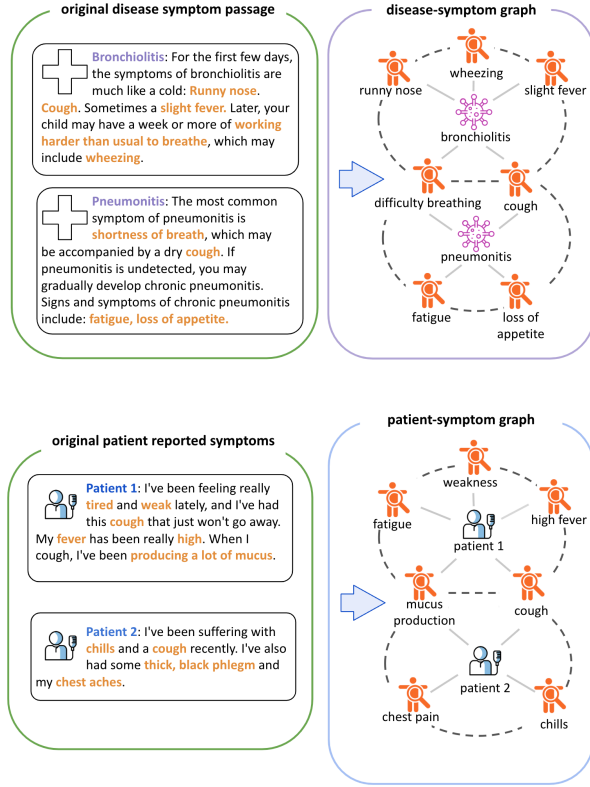 original disease symptom passage
Bronchiolitis: For the first few days,
the symptoms of bronchiolitis are
much like a cold: Runny nose.
Cough. Sometimes a slight fever. Later, your
child may have a week or more of working
harder than usual to breathe, which may
include wheezing.
Pneumonitis: The most common
symptom of pneumonitis is
shortness of breath, which may
be accompanied by a dry cough. If
pneumonitis is undetected, you may
gradually develop chronic pneumonitis.
Signs and symptoms of chronic pneumonitis
include: fatigue, loss of appetite.
disease-symptom graph
wheezing
runny nose
slight fever
bronchiolitis
difficulty breathing
cough
pneumonitis
fatigue
loss of
appetite
original patient reported symptoms
Patient 1: I've been feeling really
tired and weak lately, and I've had
this cough that just won't go away.
My fever has been really high. When I
cough, I've been producing a lot of mucus.
Patient 2: I've been suffering with
chills and a cough recently. I've also
had some thick, black phlegm and
my chest aches.
patient-symptom graph
weakness
fatigue
high fever
patient 1
mucus
production
cough
patient 2
chest pain
chills